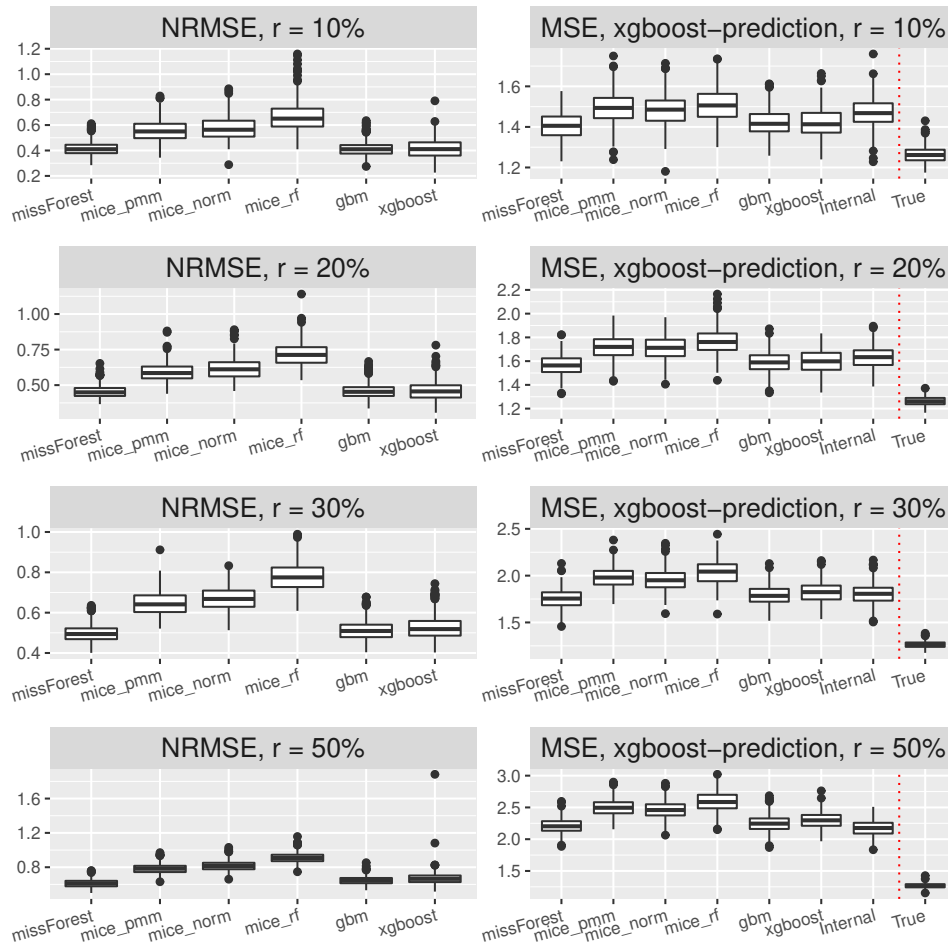 NRMSE, r = 10%
1.2
1.0
0.8
0.6
0.4
0.2
missForest
mice_pmm
mice_norm
mice_rf
gbm
xgboost
MSE, xgboost−prediction, r = 10%
1.6
1.4
1.2
missForest
mice_pmm
mice_norm
mice_rf
gbm
xgboost
Internal
True
NRMSE, r = 20%
1.00
0.75
0.50
missForest
mice_pmm
mice_norm
mice_rf
gbm
xgboost
MSE, xgboost−prediction, r = 20%
2.2
2.0
1.8
1.6
1.4
1.2
missForest
mice_pmm
mice_norm
mice_rf
gbm
xgboost
Internal
True
NRMSE, r = 30%
1.0
0.8
0.6
0.4
missForest
mice_pmm
mice_norm
mice_rf
gbm
xgboost
MSE, xgboost−prediction, r = 30%
2.5
2.0
1.5
missForest
mice_pmm
mice_norm
mice_rf
gbm
xgboost
Internal
True
NRMSE, r = 50%
1.6
1.2
0.8
missForest
mice_pmm
mice_norm
mice_rf
gbm
xgboost
MSE, xgboost−prediction, r = 50%
3.0
2.5
2.0
1.5
missForest
mice_pmm
mice_norm
mice_rf
gbm
xgboost
Internal
True